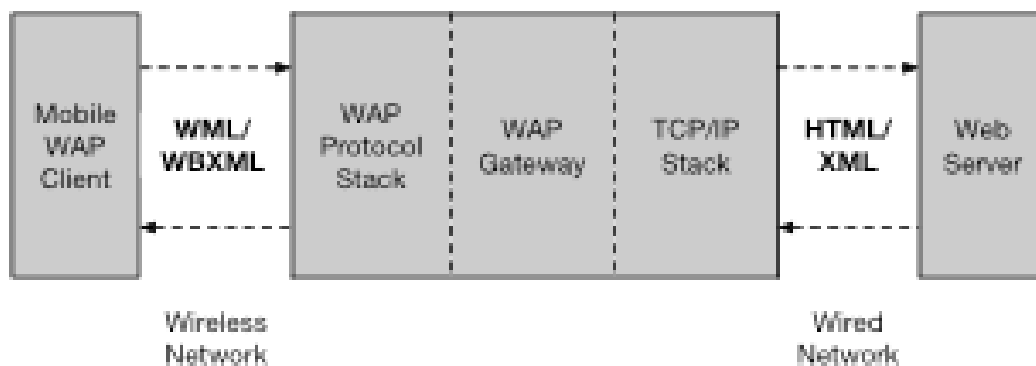 Mobile
WAP
Client
WML/
WBXML
WAP
Protocol
Stack
WAP
Gateway
TCP/IP
Stack
HTML/
XML
Web
Server
Wireless
Network
Wired
Network